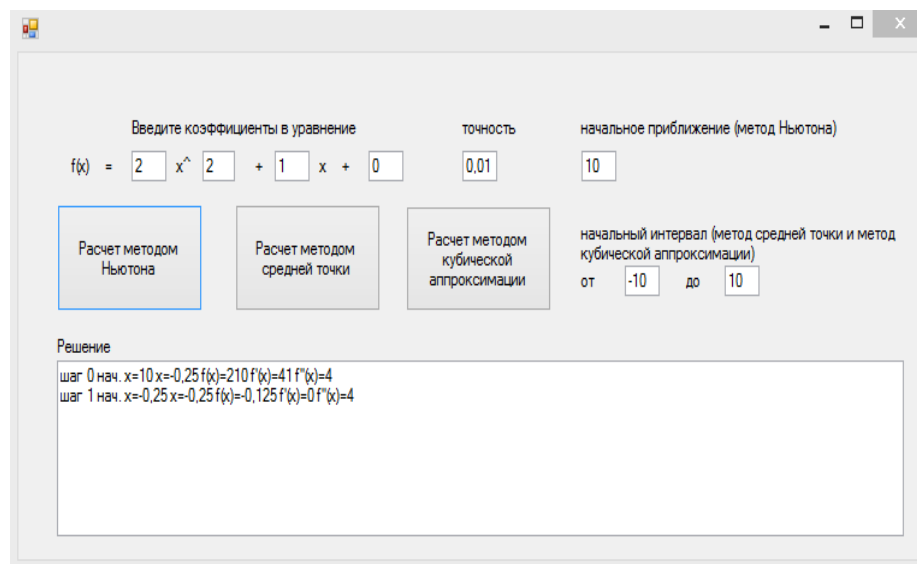 Введите коэффициенты в уравнение
точность
начальное приближение (метод Ньютона)
f(x) = 2 x^ 2 + 1 x + 0
0,01
10
Расчет методом
Ньютона
Расчет методом
средней точки
Расчет методом
кубической
аппроксимации
начальный интервал (метод средней точки и метод
кубической аппроксимации)
от -10 до 10
Решение
шаг 0 нач. x=10 x=-0,25 f(x)=210 f'(x)=41 f''(x)=4
шаг 1 нач. x=-0,25 x=-0,25 f(x)=-0,125 f'(x)=0 f''(x)=4